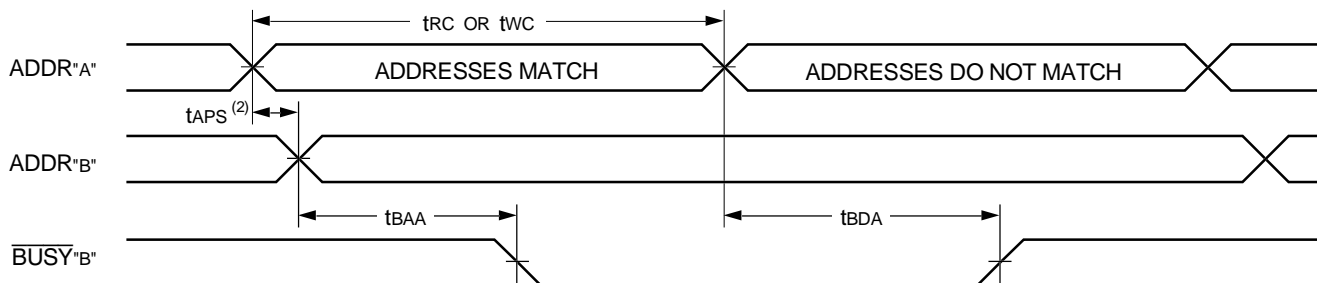 tRC OR tWC
ADDR"A"
ADDRESSES MATCH
ADDRESSES DO NOT MATCH
tAPS (2)
ADDR"B"
tBAA
tBDA
BUSY"B"